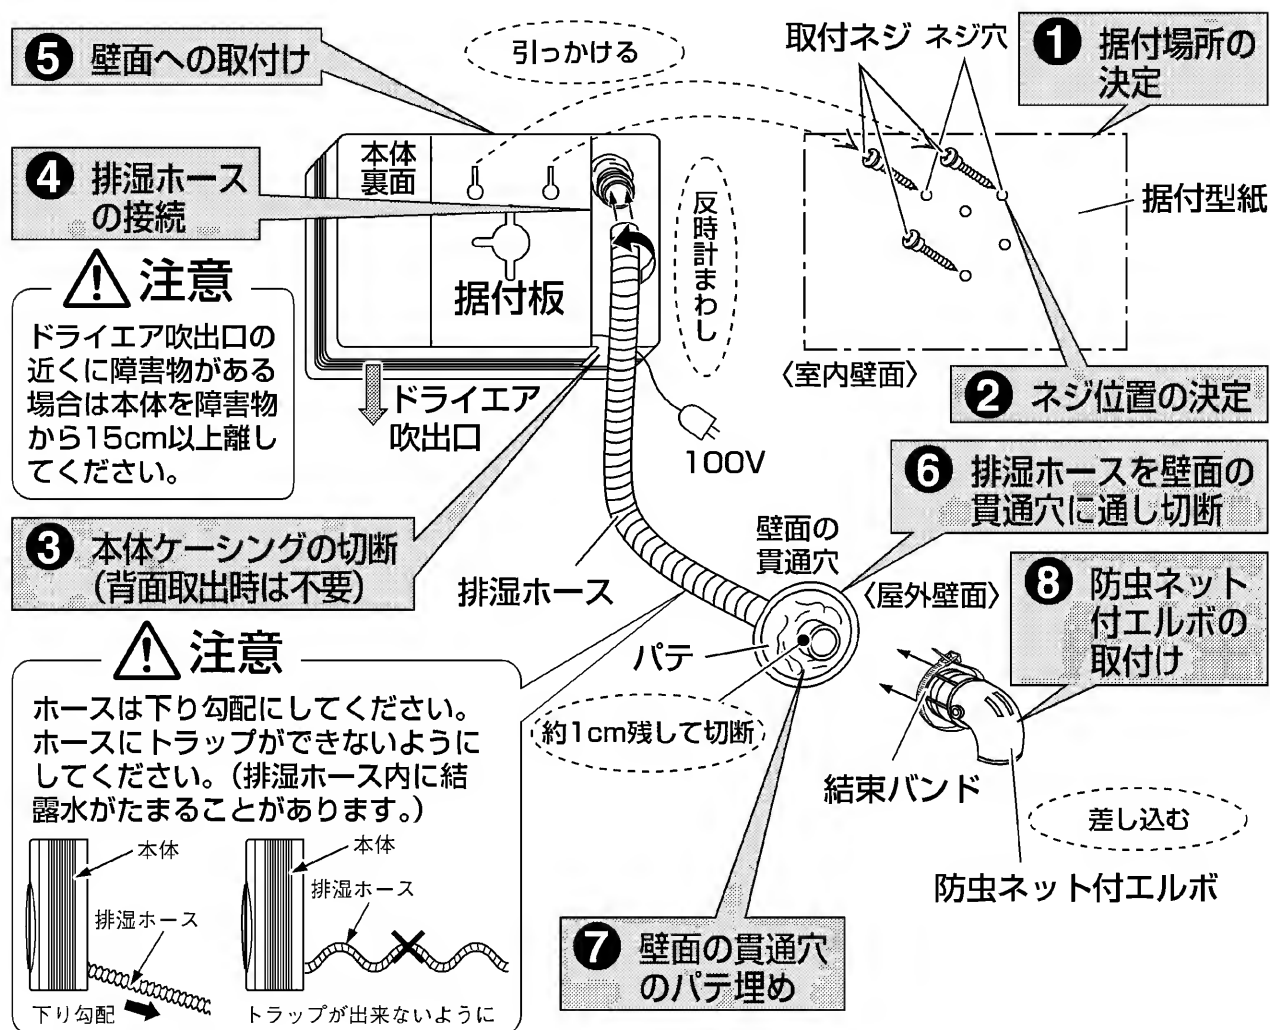 ❺ 壁面への取付け
引っかける
取付ネジ ネジ穴
❶ 据付場所の
決定
本体
裏面
❹ 排湿ホース
の接続
反時計まわし
据付型紙
据付板
⚠ 注意
ドライエア吹出口の
近くに障害物がある
場合は本体を障害物
から15cm以上離し
てください。
〈室内壁面〉
❷ ネジ位置の決定
ドライエア
吹出口
100V
❸ 本体ケーシングの切断
(背面取出時は不要)
❻ 排湿ホースを壁面の
貫通穴に通し切断
壁面の
貫通穴
排湿ホース
〈屋外壁面〉
❽ 防虫ネット
付エルボの
取付け
パテ
約1cm残して切断
結束バンド
差し込む
防虫ネット付エルボ
⚠ 注意
ホースは下り勾配にしてください。
ホースにトラップができないように
してください。(排湿ホース内に結
露水がたまることがあります。)
本体
排湿ホース
下り勾配
本体
排湿ホース
トラップが出来ないように
❼ 壁面の貫通穴
のパテ埋め